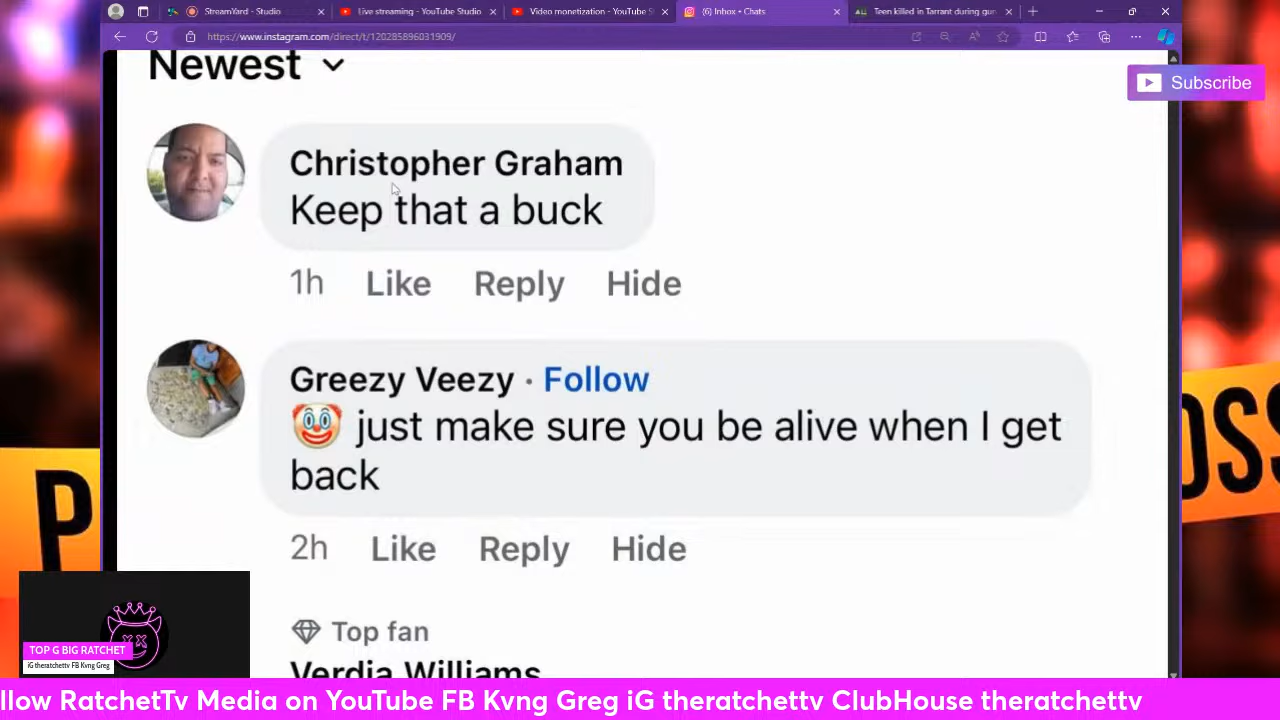 StreamYard - Studio
Live streaming - YouTube Studio
Video monetization - YouTube S
(6) Inbox • Chats
Teen killed in Tarrant during gun
https://www.instagram.com/direct/t/120285896031909/
Newest
Subscribe
Christopher Graham
Keep that a buck
1h Like Reply Hide
Greezy Veezy · Follow
🤡 just make sure you be alive when I get
back
2h Like Reply Hide
Top fan
Verdia Williams
P
OSS
TOP G BIG RATCHET
iG theratchettv FB Kvng Greg
llow RatchetTv Media on YouTube FB Kvng Greg iG theratchettv ClubHouse theratchettv